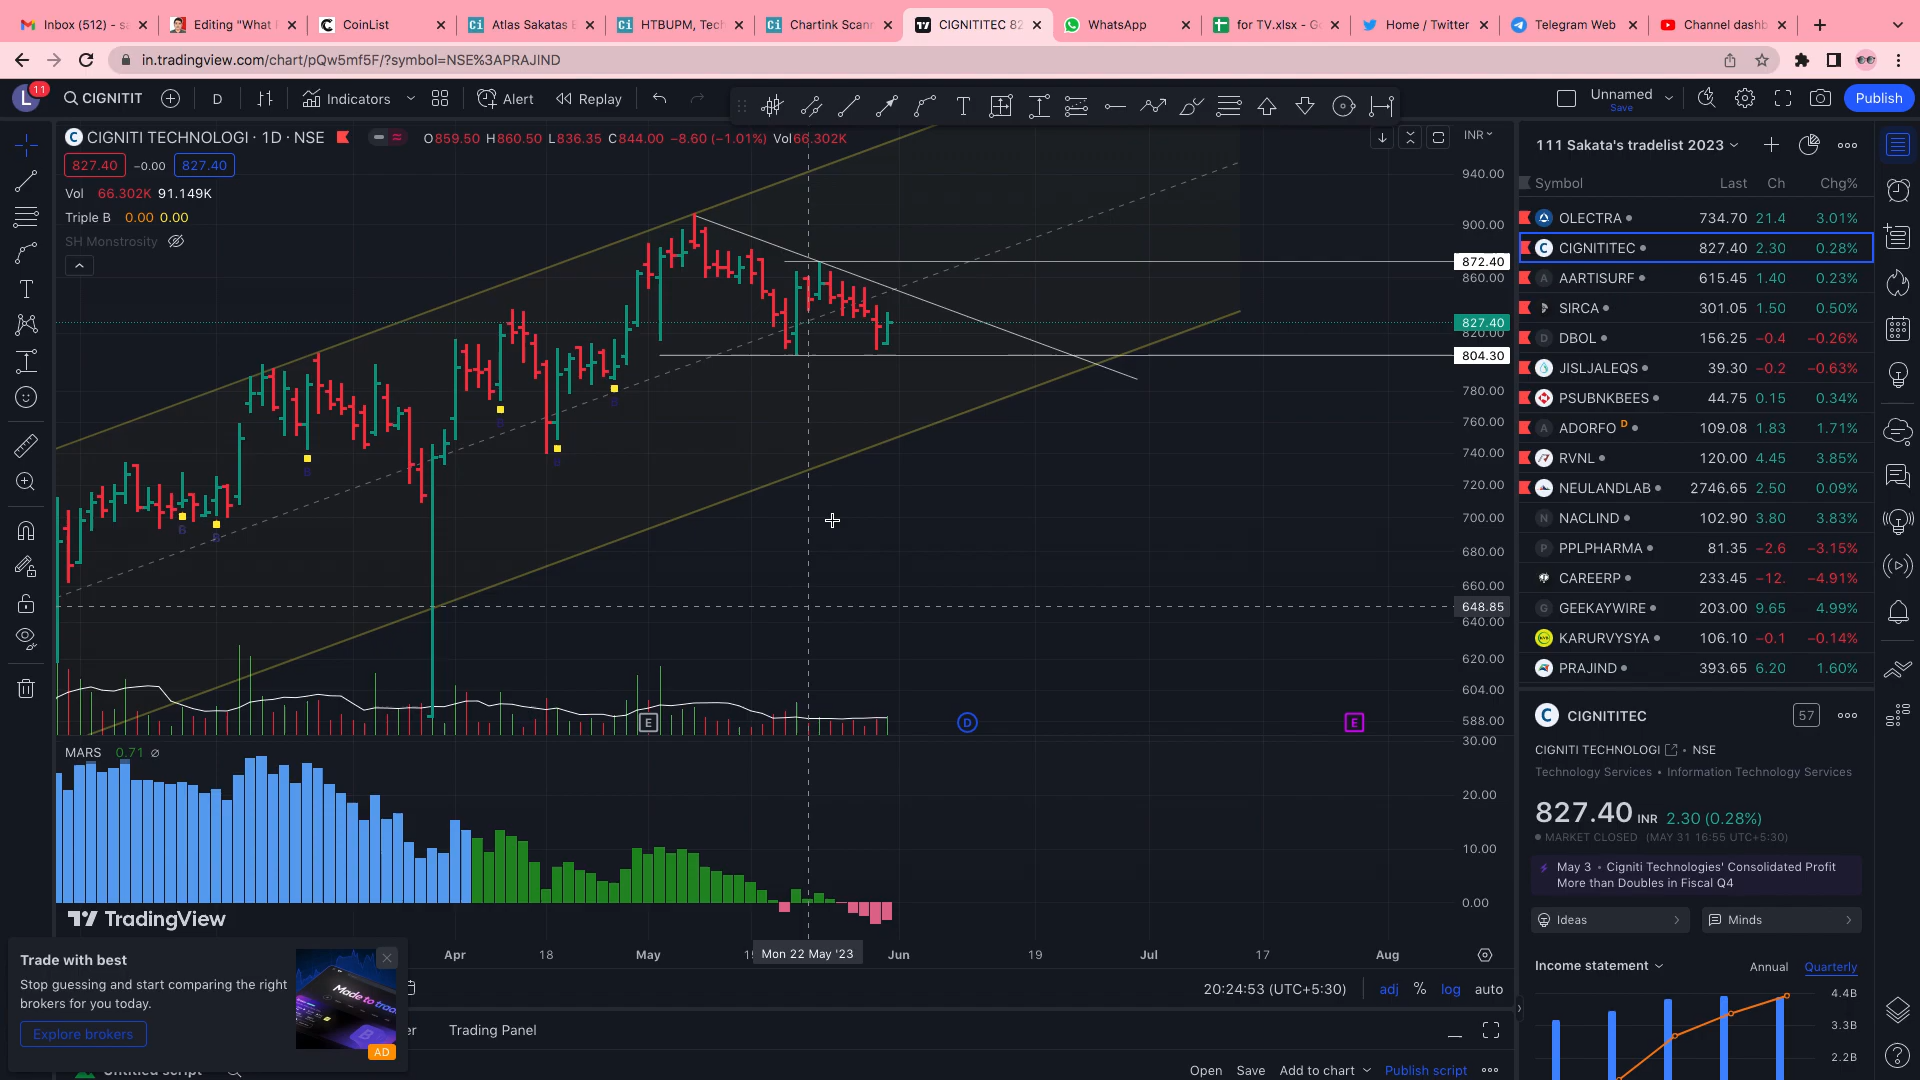 Inbox (512) - sa
Editing "What
CoinList
Atlas Sakatas
HTBUPM, Tech
Chartink Scann
CIGNITITEC 82
WhatsApp
for TV.xlsx - Go
Home / Twitter
Telegram Web
Channel dashb
in.tradingview.com/chart/pQw5mf5F/?symbol=NSE%3APRAJIND
L 11
CIGNITIT
D
Indicators
Alert
Replay
Unnamed
Save
Publish
CIGNITI TECHNOLOGI · 1D · NSE
O859.50 H860.50 L836.35 C844.00 −8.60 (−1.01%) Vol66.302K
INR
827.40 −0.00 827.40
Vol 66.302K 91.149K
Triple B 0.00 0.00
SH Monstrosity
940.00
900.00
872.40
860.00
827.40
820.00
804.30
780.00
760.00
740.00
720.00
700.00
680.00
660.00
648.85
640.00
620.00
604.00
588.00
E
D
E
MARS 0.71 ∅
30.00
20.00
10.00
0.00
TradingView
Apr
18
May
Mon 22 May '23
Jun
19
Jul
17
Aug
20:24:53 (UTC+5:30)
adj
%
log
auto
Trading Panel
Open
Save
Add to chart
Publish script
Trade with best
Stop guessing and start comparing the right
brokers for you today.
Explore brokers
Made to trade
AD
111 Sakata's tradelist 2023
Symbol Last Ch Chg%
OLECTRA 734.70 21.4 3.01%
CIGNITITEC 827.40 2.30 0.28%
AARTISURF 615.45 1.40 0.23%
SIRCA 301.05 1.50 0.50%
DBOL 156.25 −0.4 −0.26%
JISLJALEQS 39.30 −0.2 −0.63%
PSUBNKBEES 44.75 0.15 0.34%
ADORFO D 109.08 1.83 1.71%
RVNL 120.00 4.45 3.85%
NEULANDLAB 2746.65 2.50 0.09%
NACLIND 102.90 3.80 3.83%
PPLPHARMA 81.35 −2.6 −3.15%
CAREERP 233.45 −12. −4.91%
GEEKAYWIRE 203.00 9.65 4.99%
KARURVYSYA 106.10 −0.1 −0.14%
PRAJIND 393.65 6.20 1.60%
CIGNITITEC
57
CIGNITI TECHNOLOGI • NSE
Technology Services • Information Technology Services
827.40 INR 2.30 (0.28%)
MARKET CLOSED (MAY 31 16:55 UTC+5:30)
May 3 • Cigniti Technologies' Consolidated Profit
More than Doubles in Fiscal Q4
Ideas
Minds
Income statement
Annual
Quarterly
4.4B
3.3B
2.2B